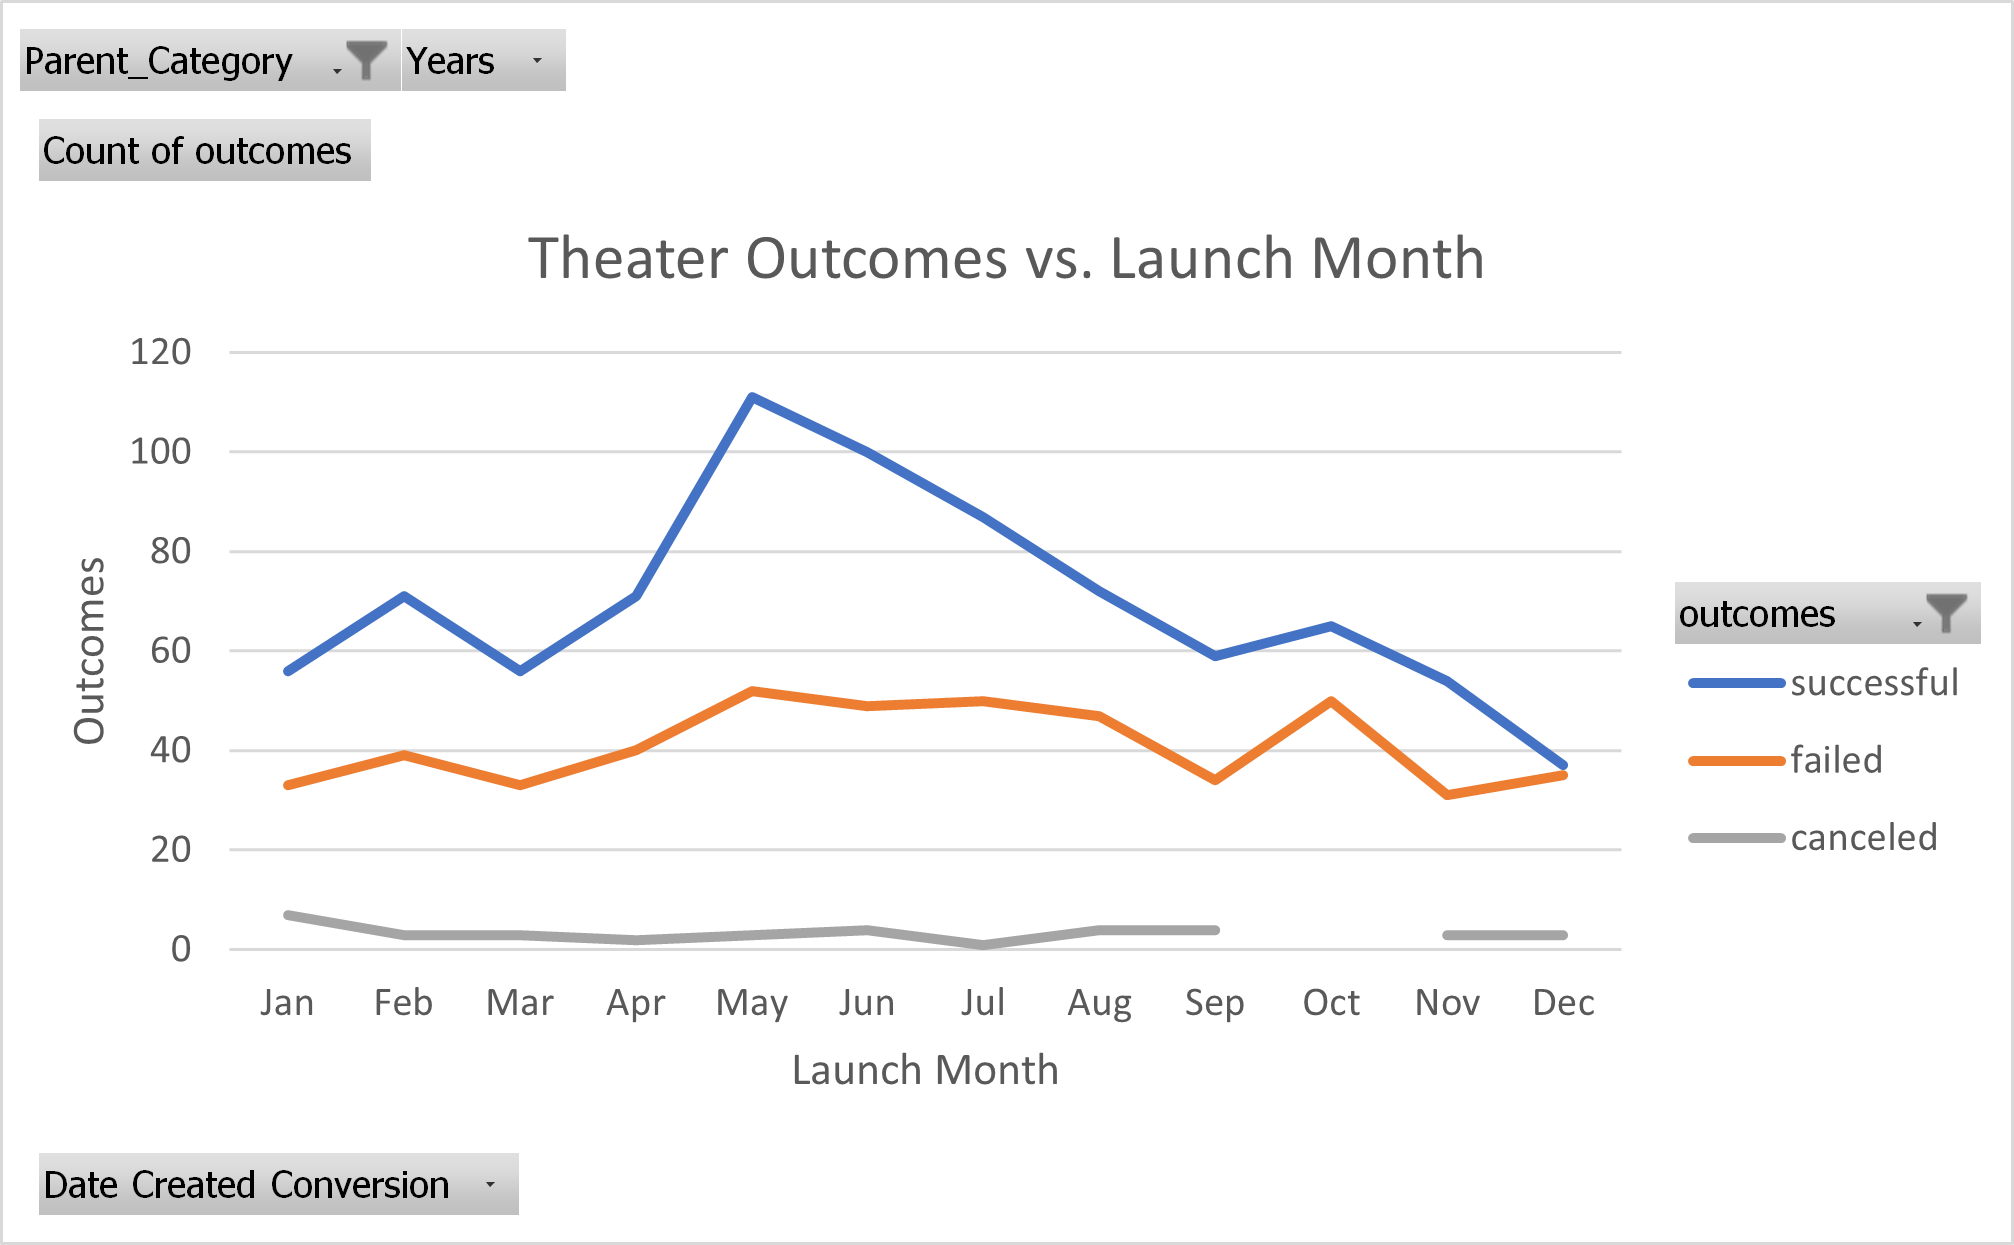 Parent_Category Years
Count of outcomes
Theater Outcomes vs. Launch Month
120
100
80
60
40
20
0
Outcomes
Jan Feb Mar Apr May Jun Jul Aug Sep Oct Nov Dec
Launch Month
outcomes
successful
failed
canceled
Date Created Conversion